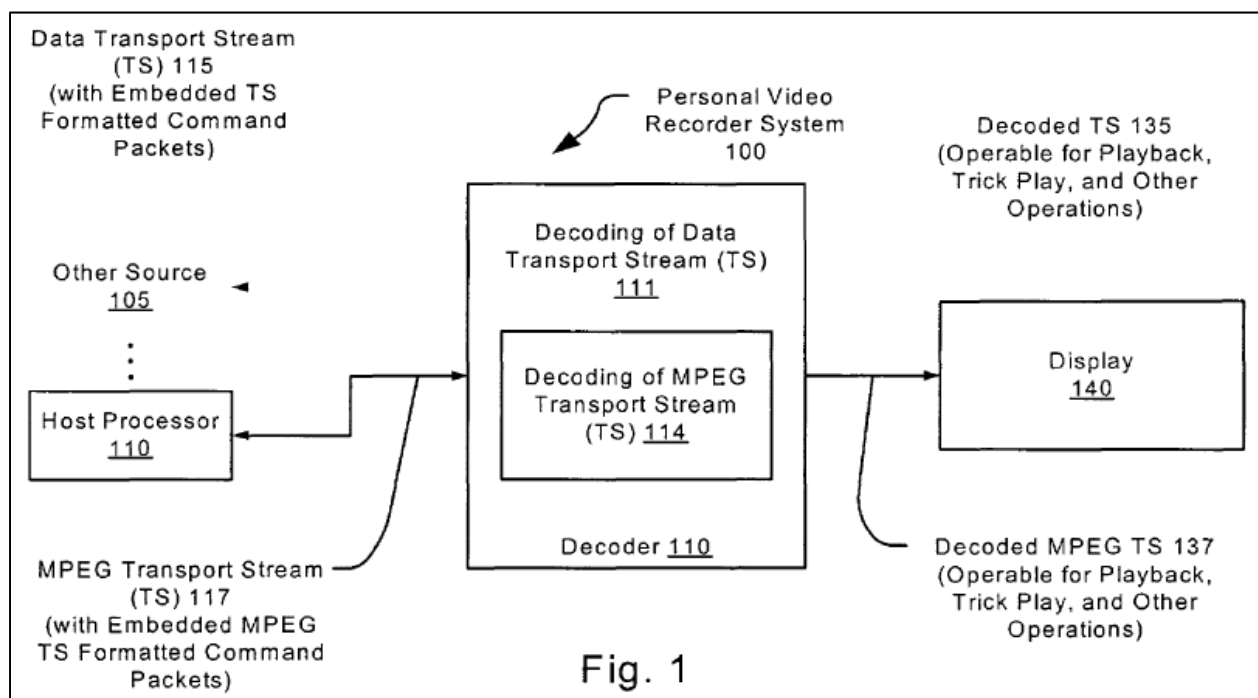 Data Transport Stream
(TS) 115
(with Embedded TS
Formatted Command
Packets)
Personal Video
Recorder System
100
Decoded TS 135
(Operable for Playback,
Trick Play, and Other
Operations)
Other Source
105
Host Processor
110
Decoding of Data
Transport Stream (TS)
111
Decoding of MPEG
Transport Stream
(TS) 114
Decoder 110
Display
140
MPEG Transport Stream
(TS) 117
(with Embedded MPEG
TS Formatted Command
Packets)
Decoded MPEG TS 137
(Operable for Playback,
Trick Play, and Other
Operations)
Fig. 1